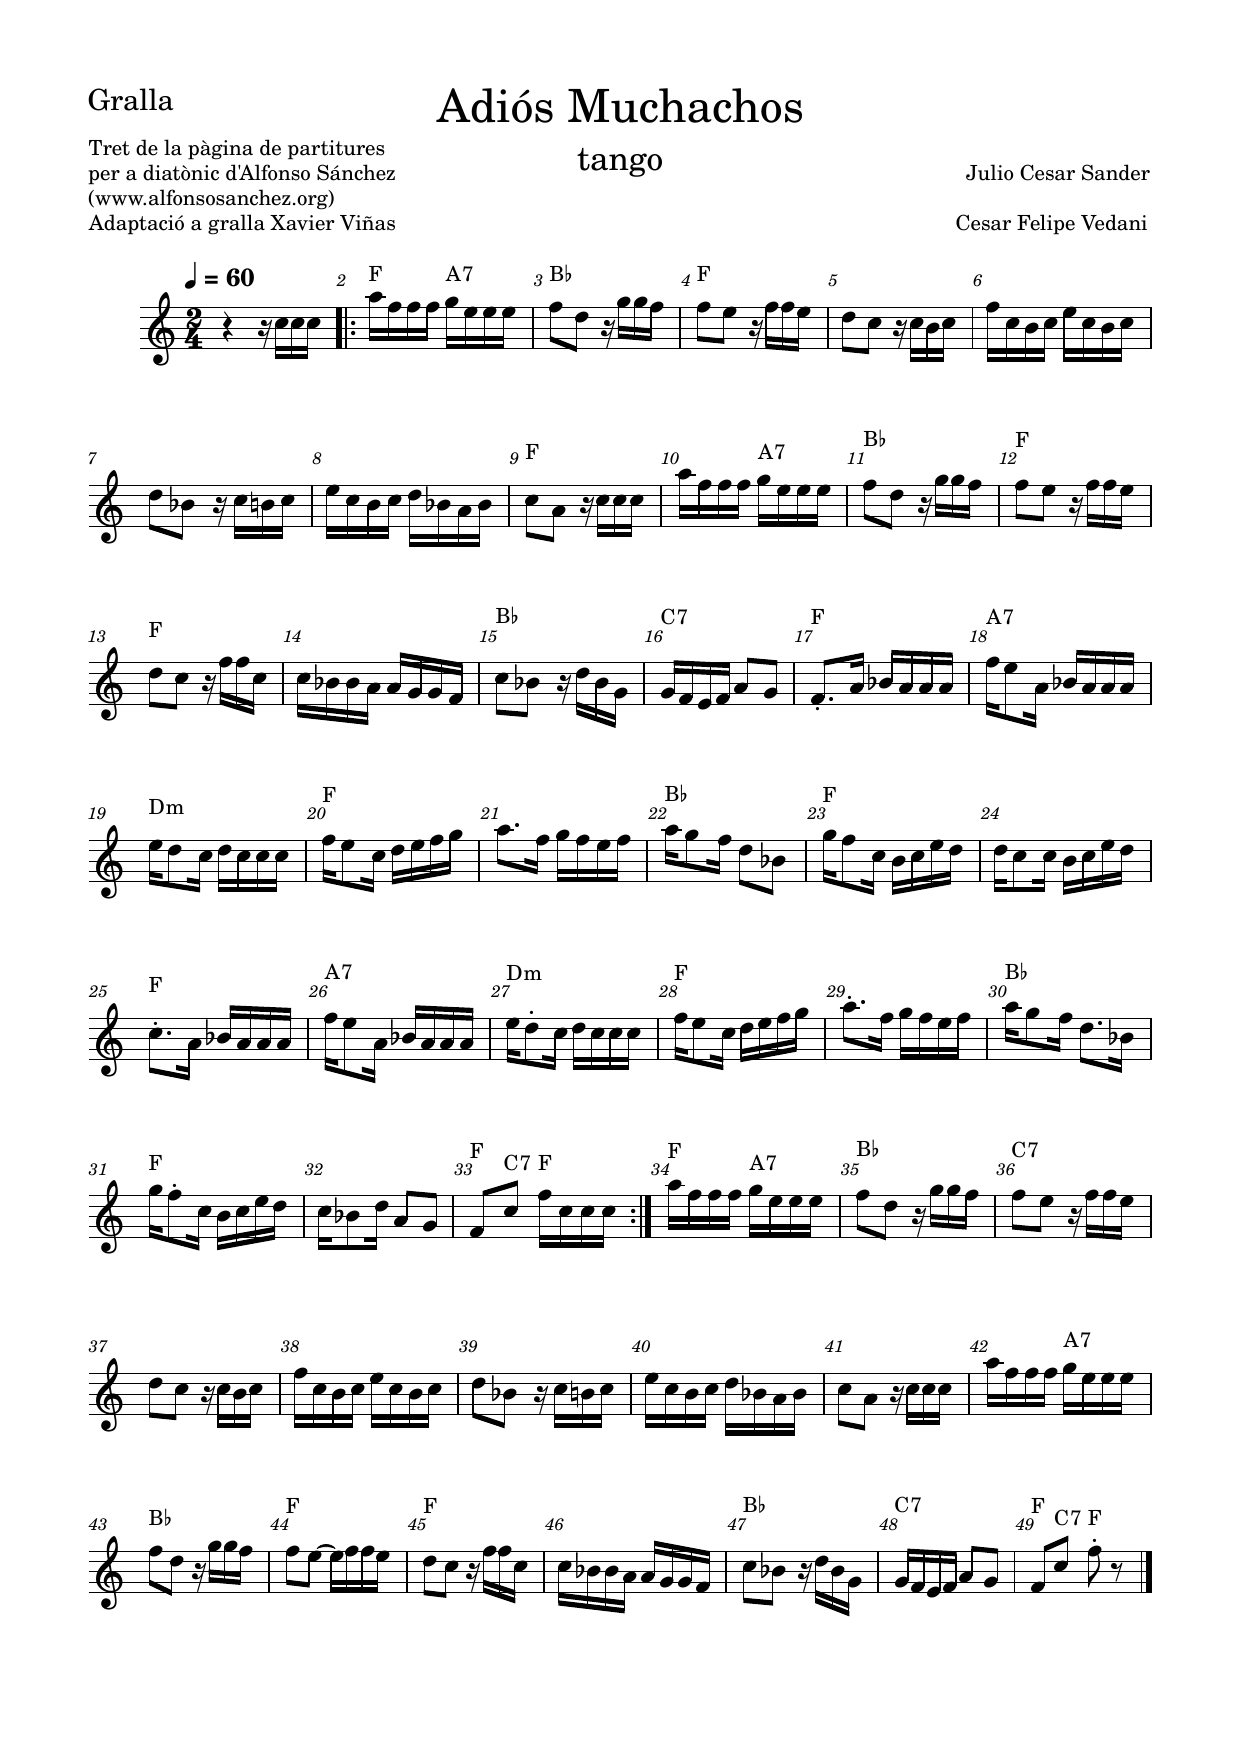 Gralla
Adiós Muchachos
tango
Tret de la pàgina de partitures
per a diatònic d'Alfonso Sánchez
(www.alfonsosanchez.org)
Adaptació a gralla Xavier Viñas
Julio Cesar Sander
Cesar Felipe Vedani
♩ = 60 2 F A7 3 B♭ 4 F 5 6
2/4
7 8 9 F 10 A7 11 B♭ 12 F
13 F 14 15 B♭ 16 C7 17 F 18 A7
19 Dm 20 F 21 22 B♭ 23 F 24
25 F 26 A7 27 Dm 28 F 29 30 B♭
31 F 32 33 F C7 F 34 F A7 35 B♭ 36 C7
37 38 39 40 41 42 A7
43 B♭ 44 F 45 F 46 47 B♭ 48 C7 49 F C7 F